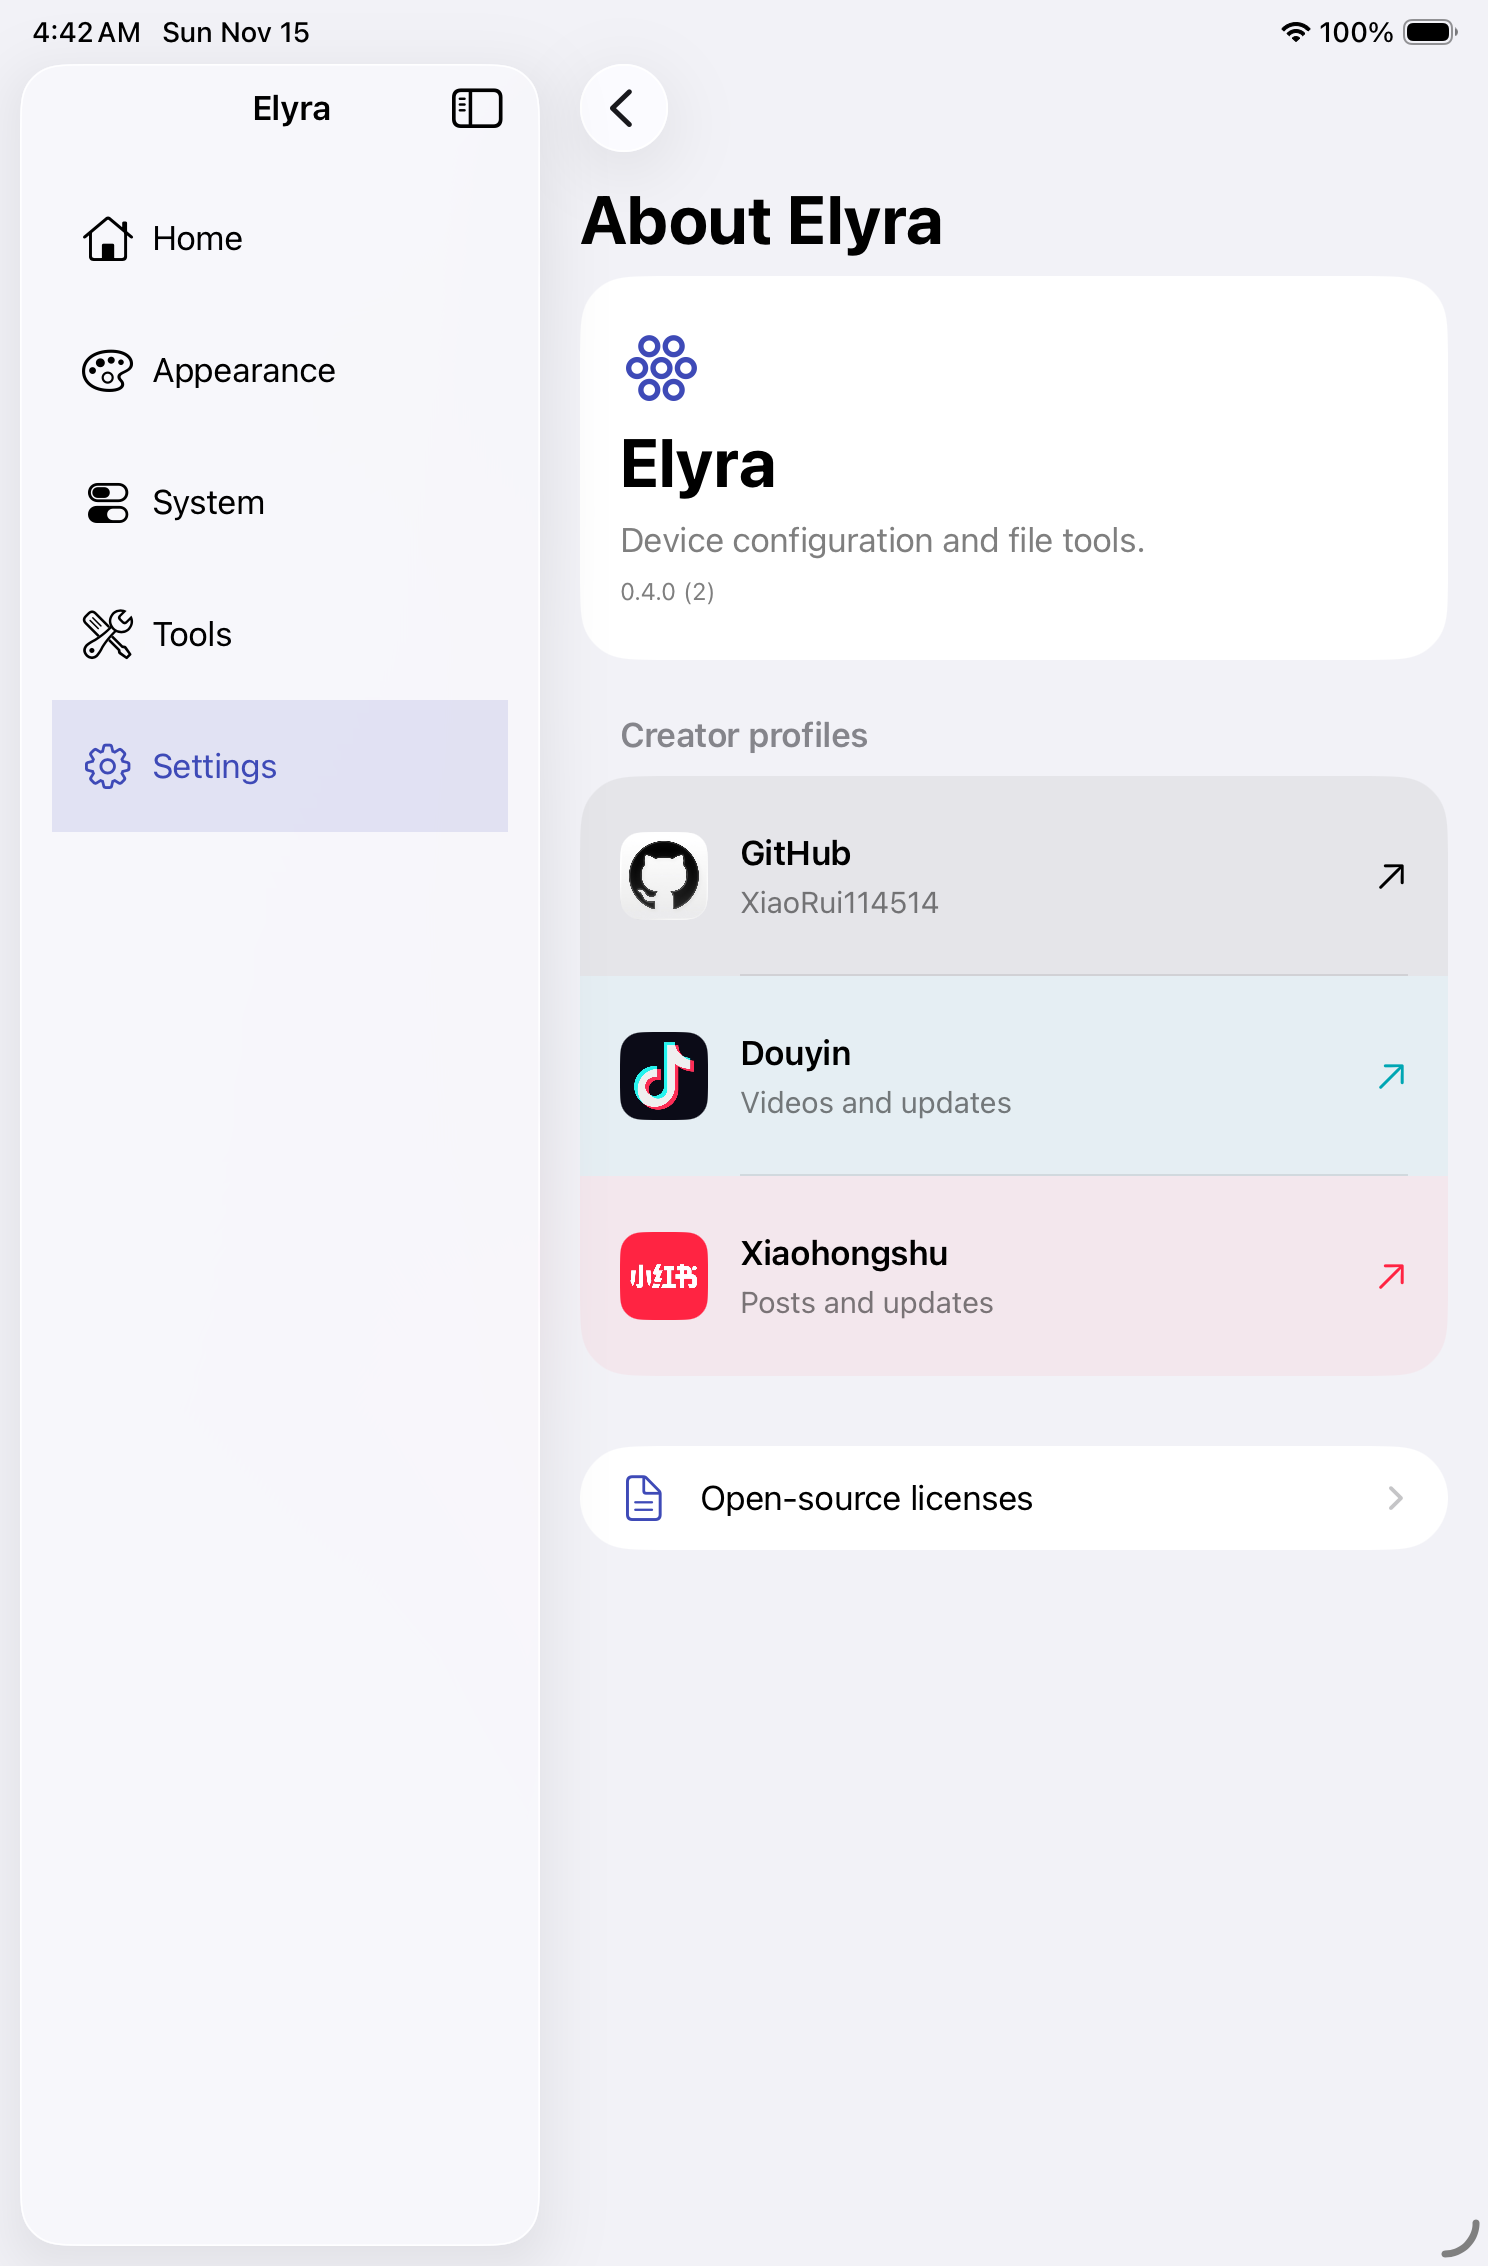 4:42 AM Sun Nov 15
100%
Elyra
Home
Appearance
System
Tools
Settings
About Elyra
Elyra
Device configuration and file tools.
0.4.0 (2)
Creator profiles
GitHub
XiaoRui114514
Douyin
Videos and updates
小红书
Xiaohongshu
Posts and updates
Open-source licenses